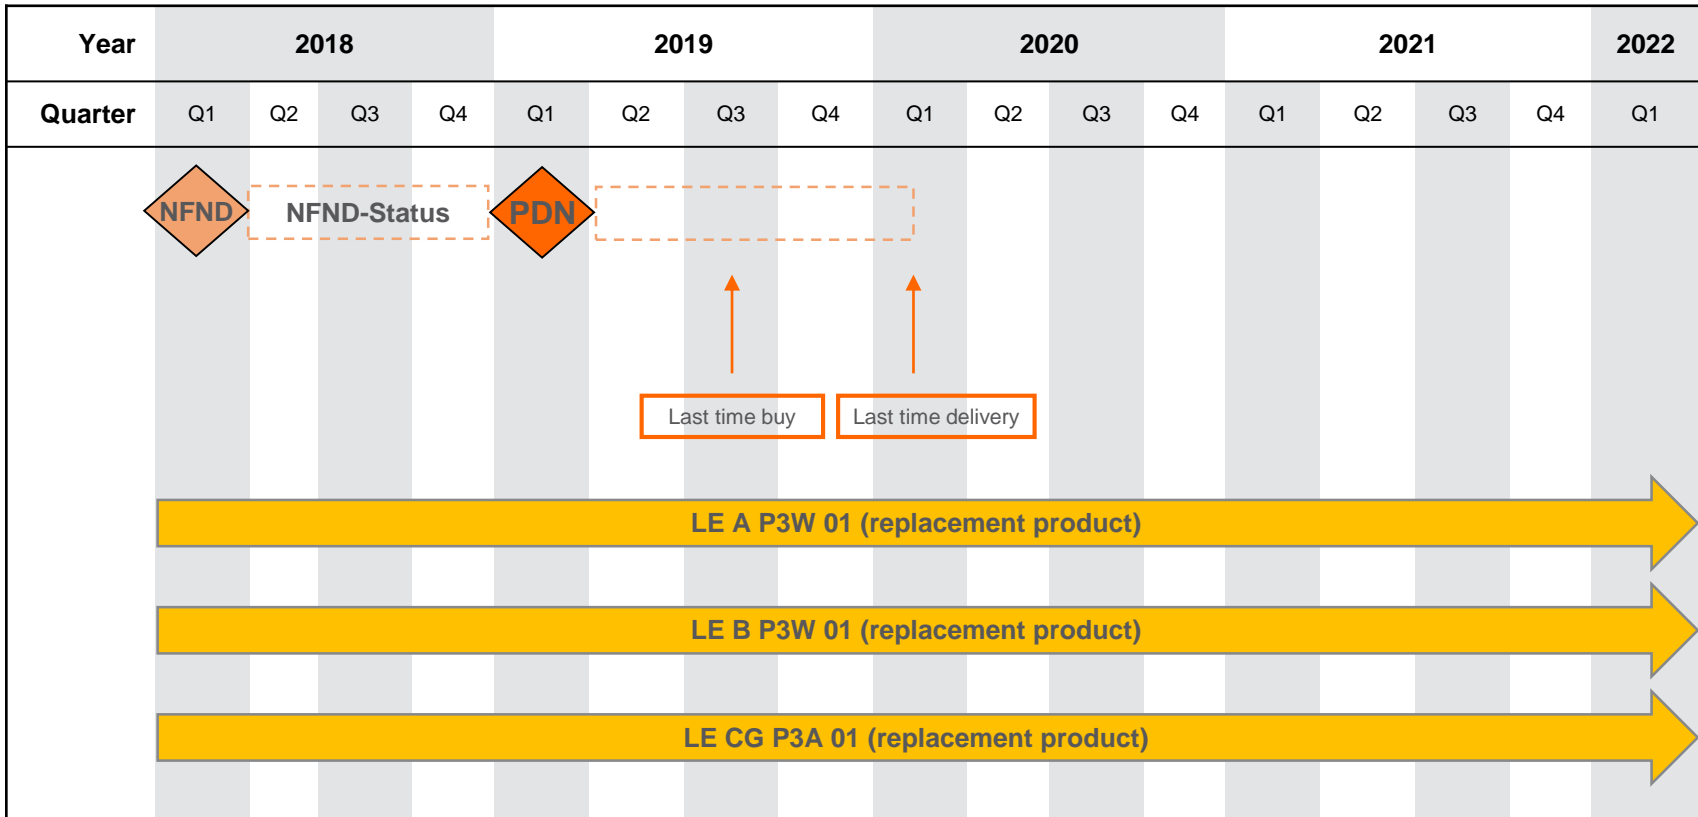 Year 2018 2019 2020 2021 2022
Quarter Q1 Q2 Q3 Q4 Q1 Q2 Q3 Q4 Q1 Q2 Q3 Q4 Q1 Q2 Q3 Q4 Q1
NFND NFND-Status PDN
Last time buy Last time delivery
LE A P3W 01 (replacement product)
LE B P3W 01 (replacement product)
LE CG P3A 01 (replacement product)